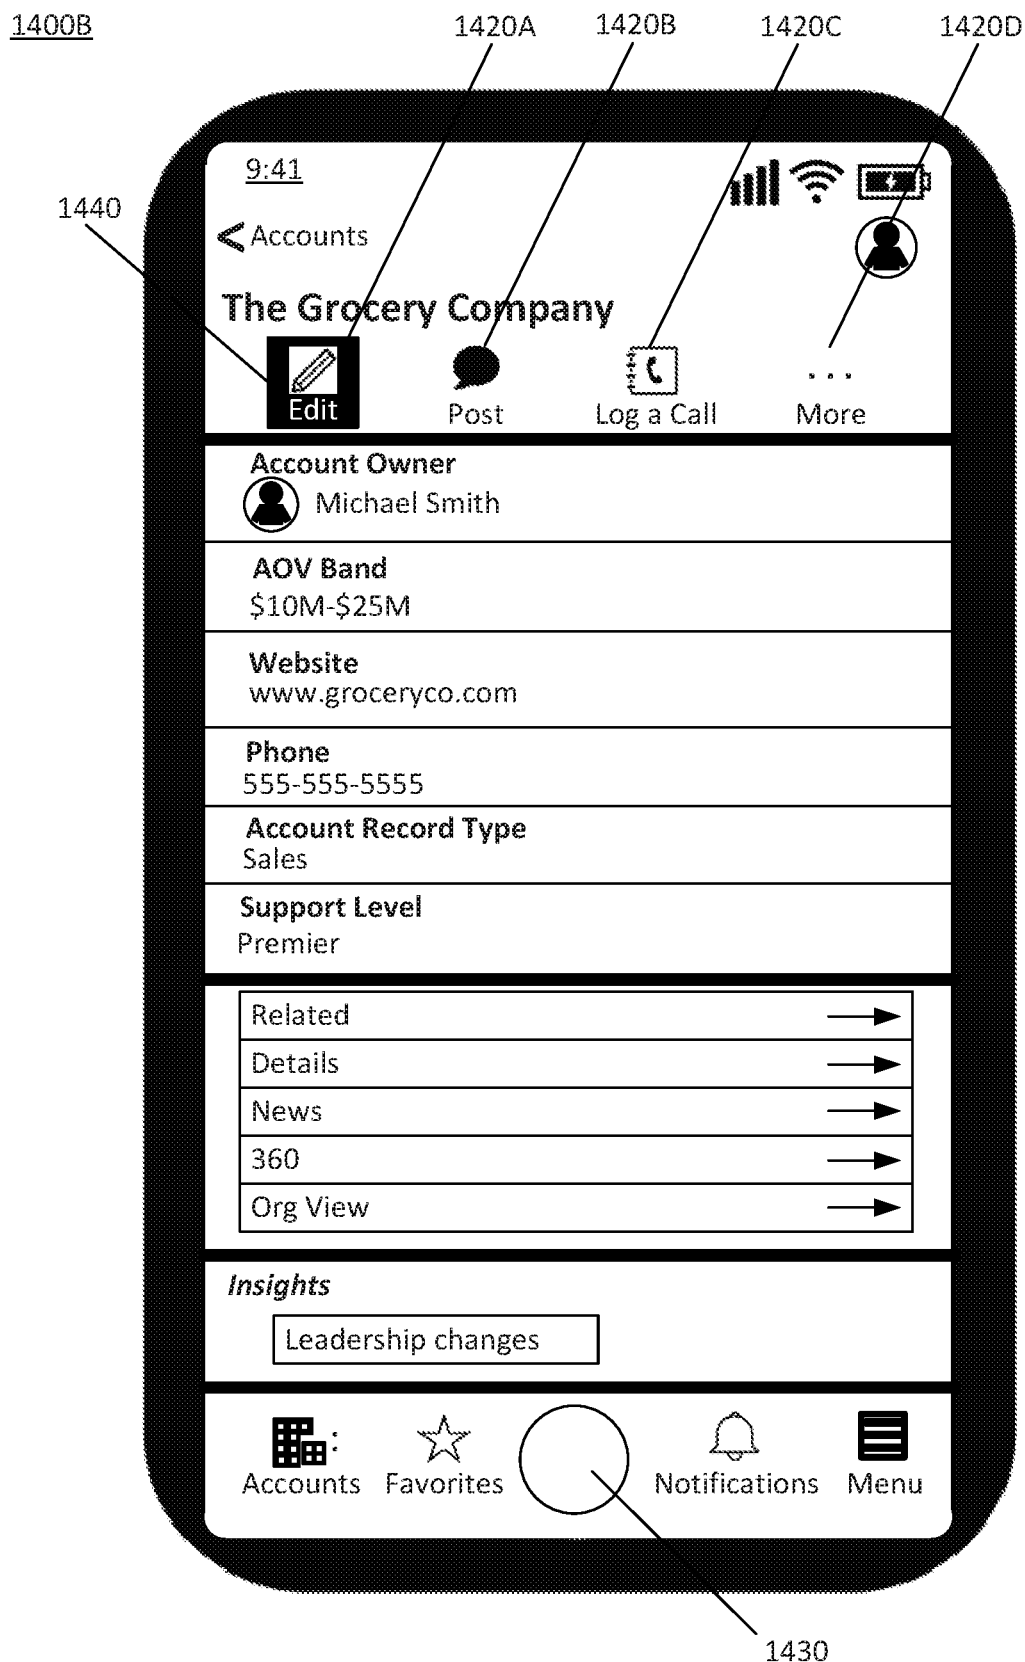 1400B 1420A 1420B 1420C 1420D
9:41
1440
< Accounts
The Grocery Company
Edit Post Log a Call More
Account Owner
Michael Smith
AOV Band
$10M-$25M
Website
www.groceryco.com
Phone
555-555-5555
Account Record Type
Sales
Support Level
Premier
Related
Details
News
360
Org View
Insights
Leadership changes
Accounts Favorites Notifications Menu
1430